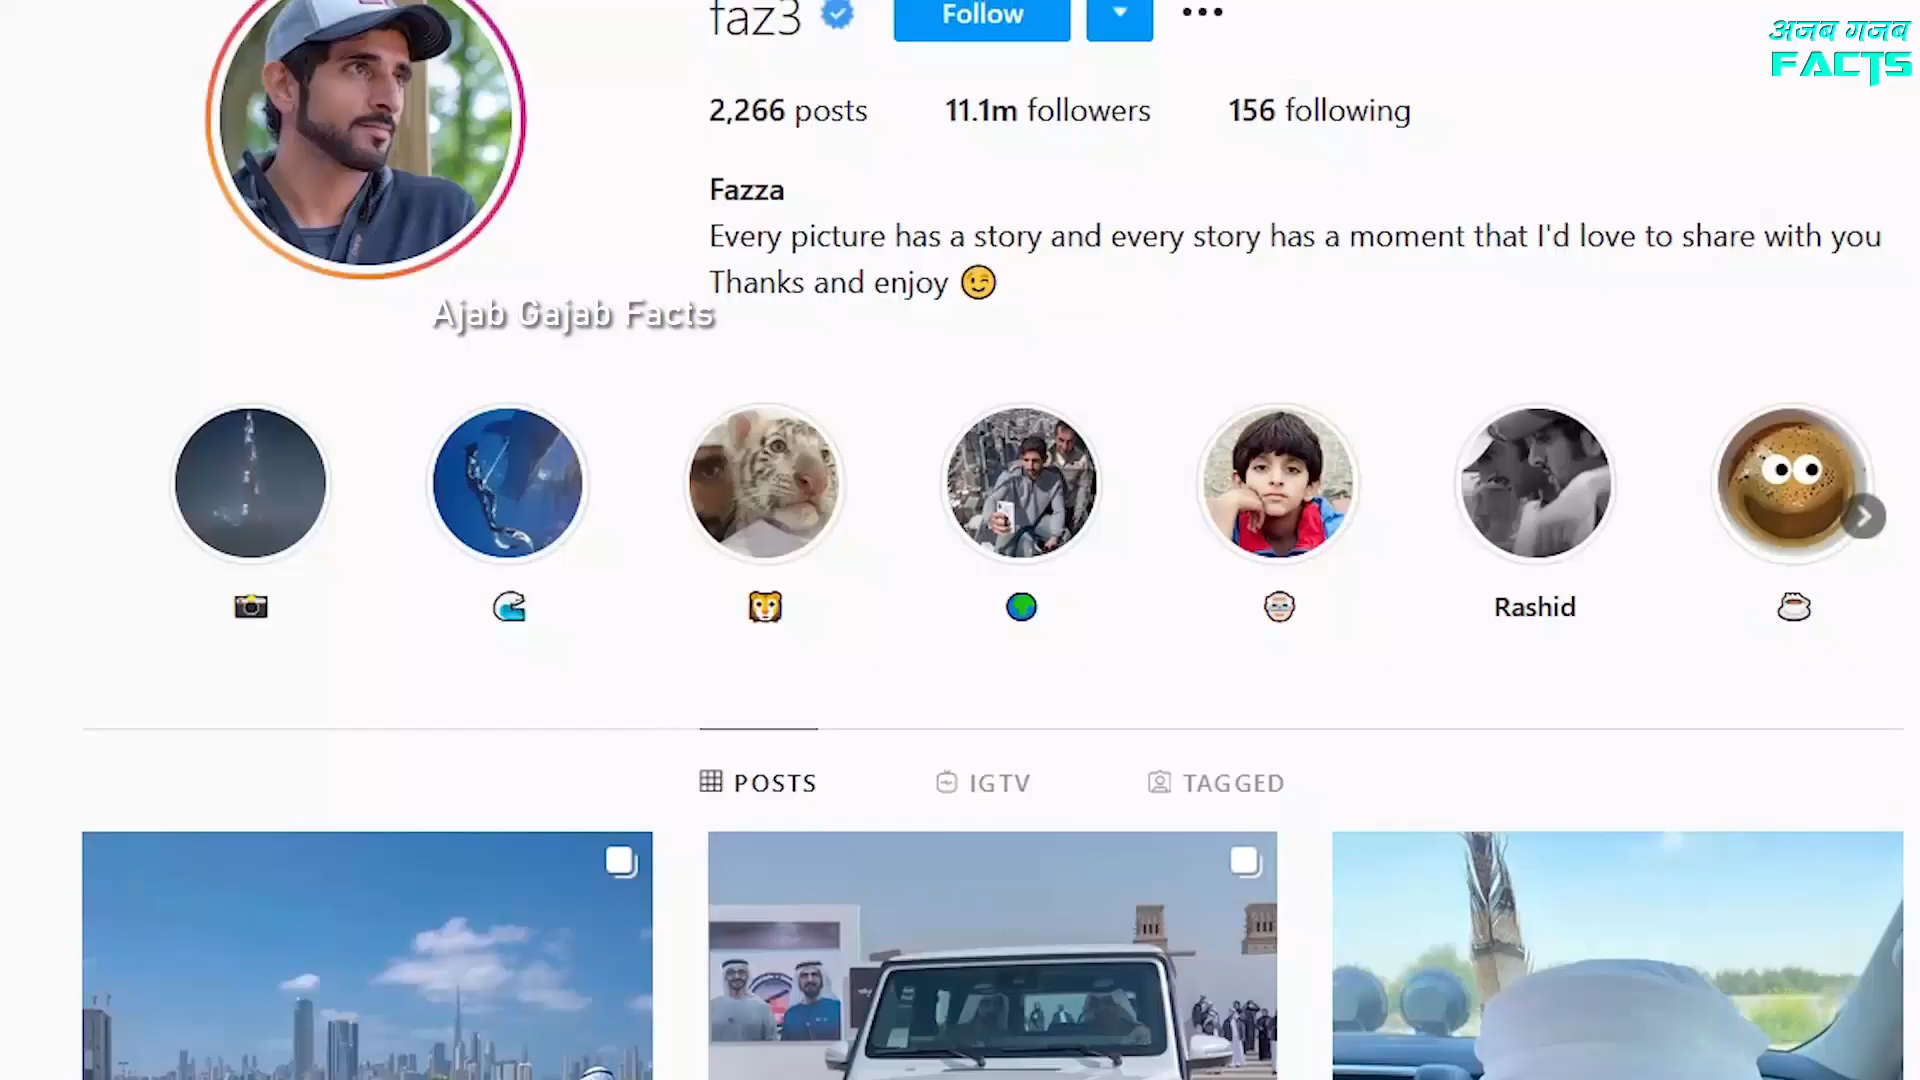 अजब गजब
FACTS
faz3
Follow
2,266 posts
11.1m followers
156 following
Fazza
Every picture has a story and every story has a moment that I'd love to share with you
Thanks and enjoy 😉
Ajab Gajab Facts
Rashid
POSTS
IGTV
TAGGED